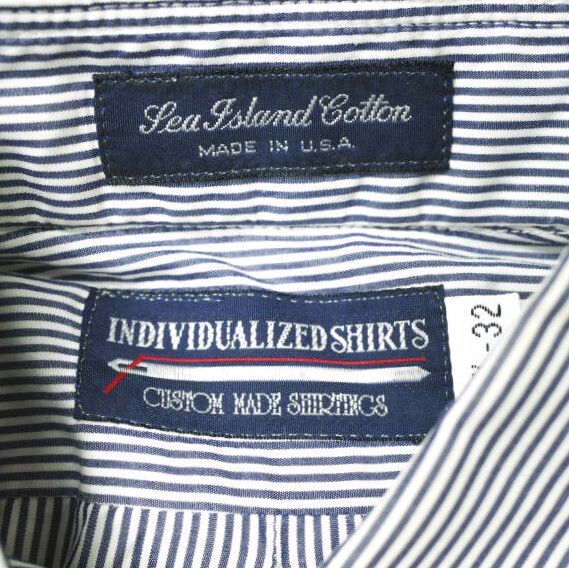 Sea Island Cotton
MADE IN U.S.A.
INDIVIDUALIZED SHIRTS
CUSTOM MADE SHIRTINGS
-32